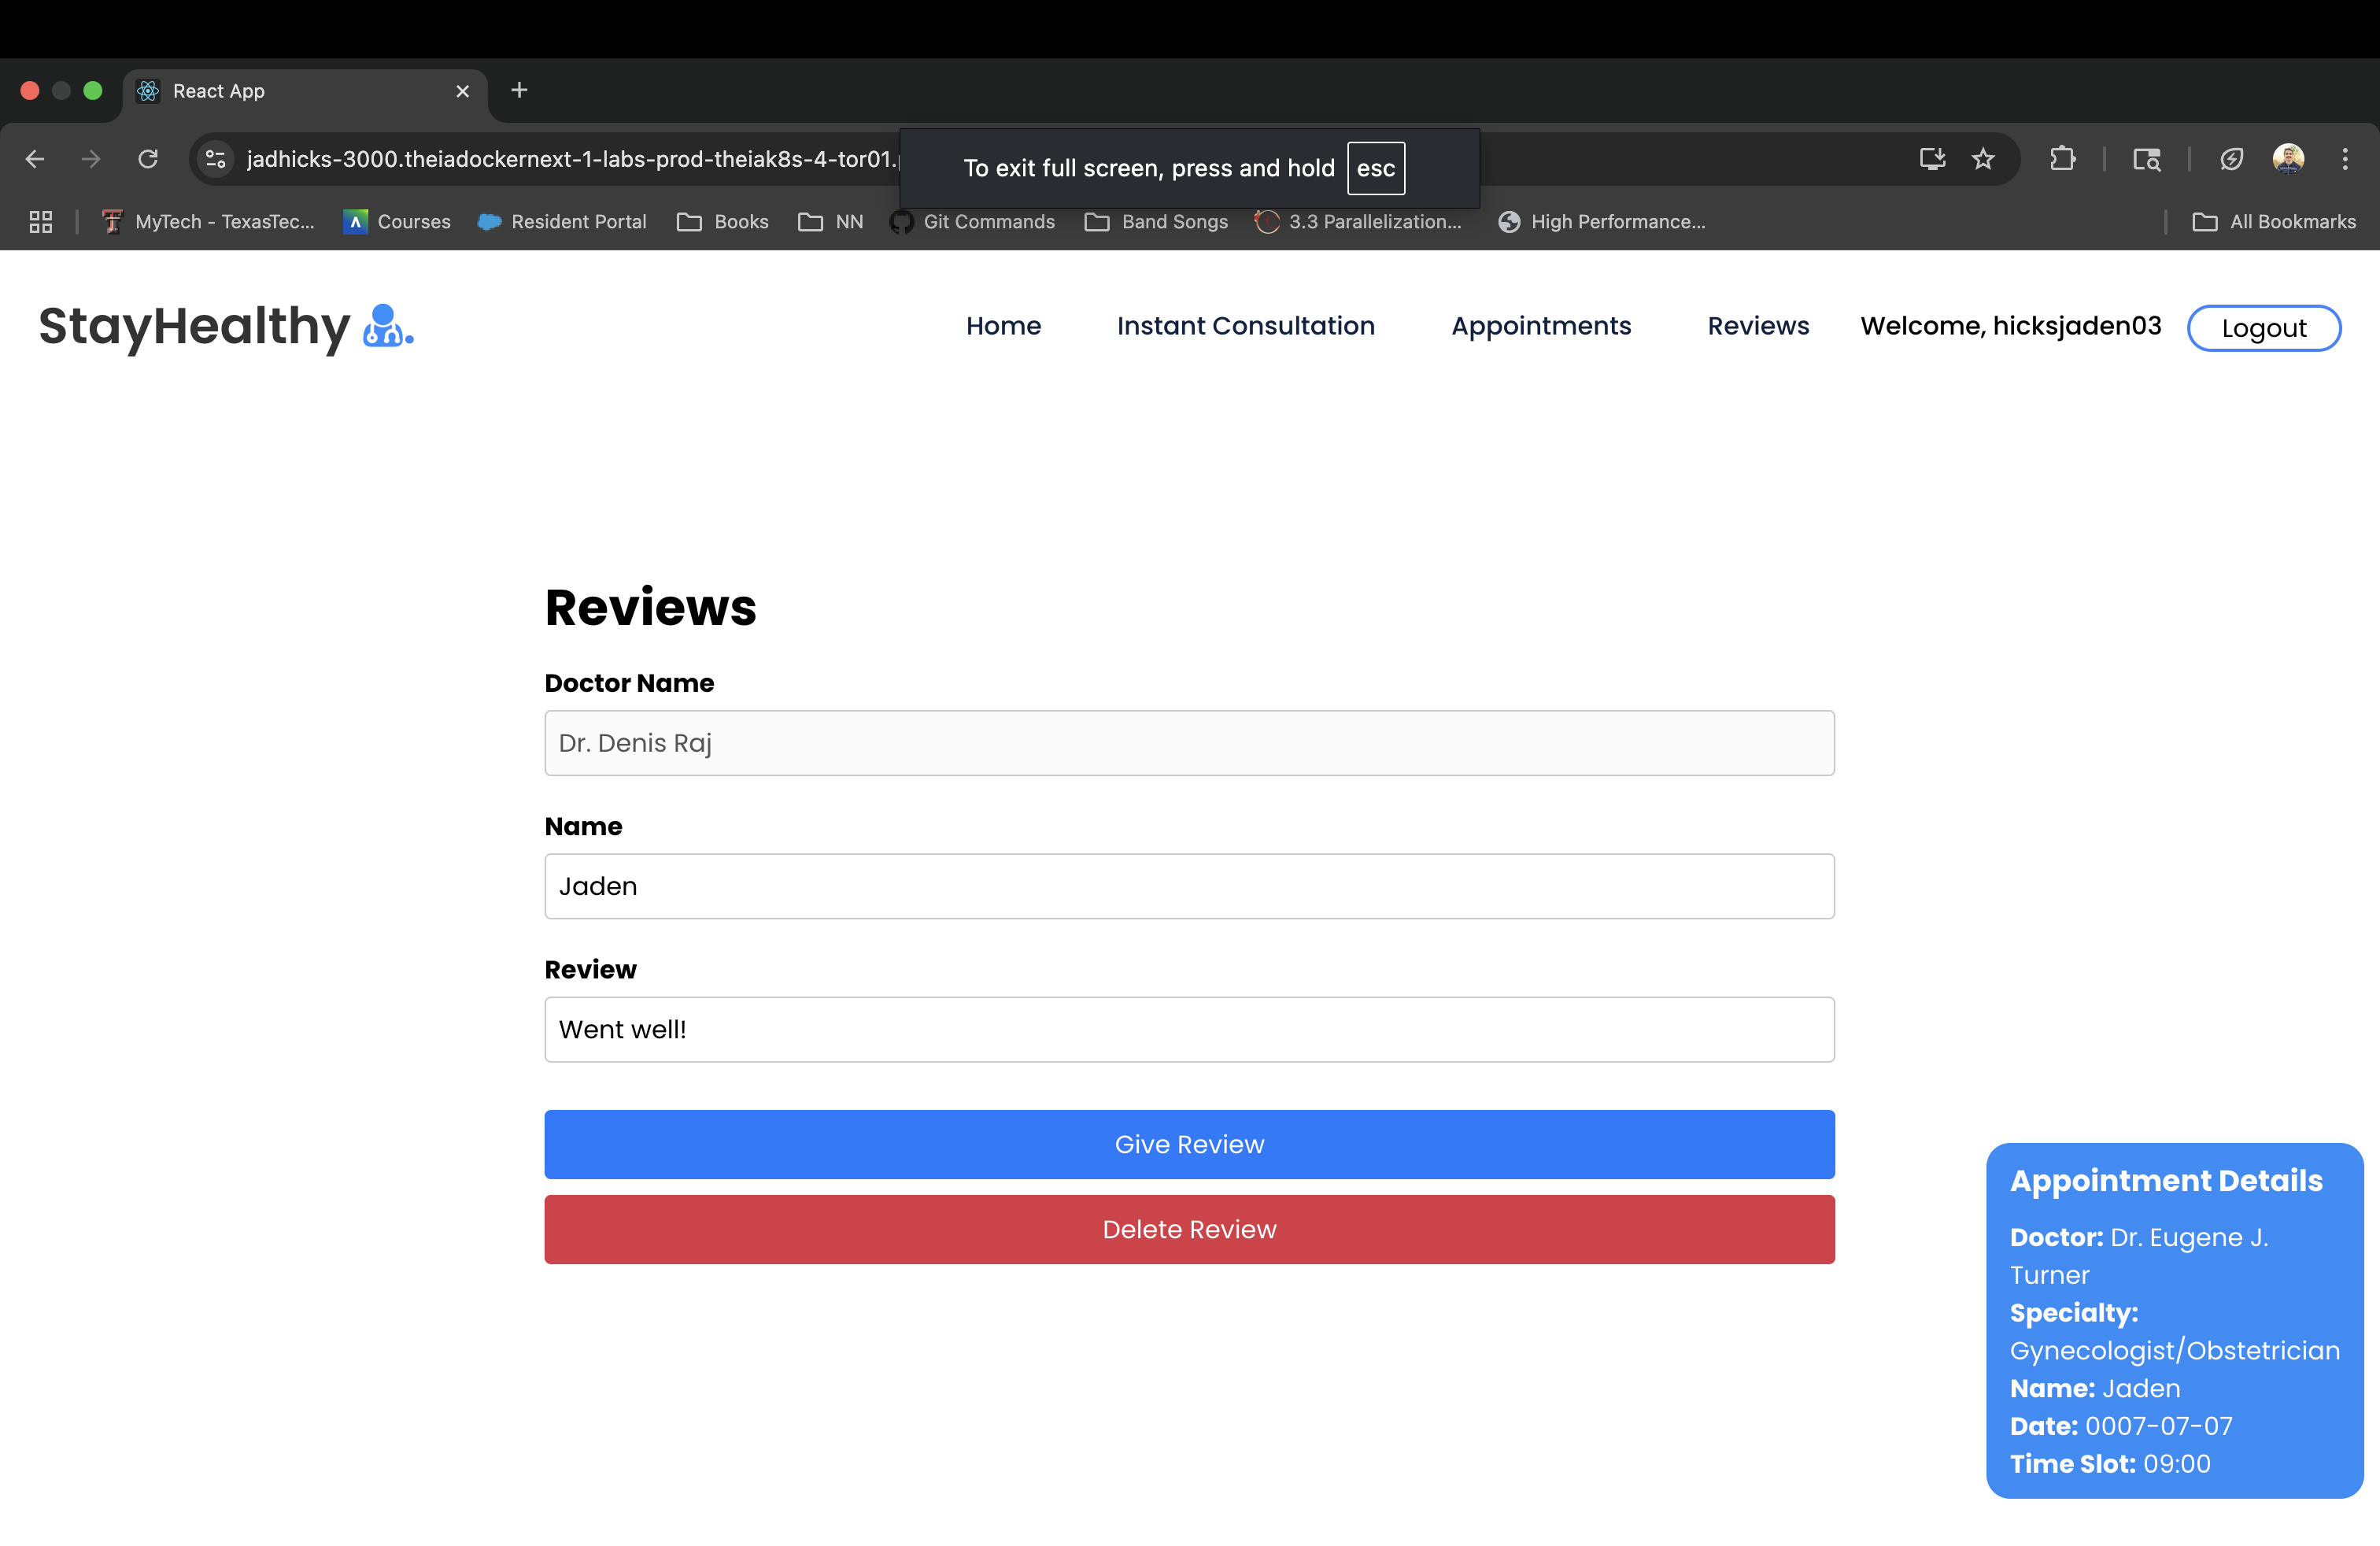 React App
jadhicks-3000.theiadockernext-1-labs-prod-theiak8s-4-tor01.
To exit full screen, press and hold esc
MyTech - TexasTec...
Courses
Resident Portal
Books
NN
Git Commands
Band Songs
3.3 Parallelization...
High Performance...
All Bookmarks
StayHealthy
Home
Instant Consultation
Appointments
Reviews
Welcome, hicksjaden03
Logout
Reviews
Doctor Name
Dr. Denis Raj
Name
Jaden
Review
Went well!
Give Review
Delete Review
Appointment Details
Doctor: Dr. Eugene J.
Turner
Specialty:
Gynecologist/Obstetrician
Name: Jaden
Date: 0007-07-07
Time Slot: 09:00